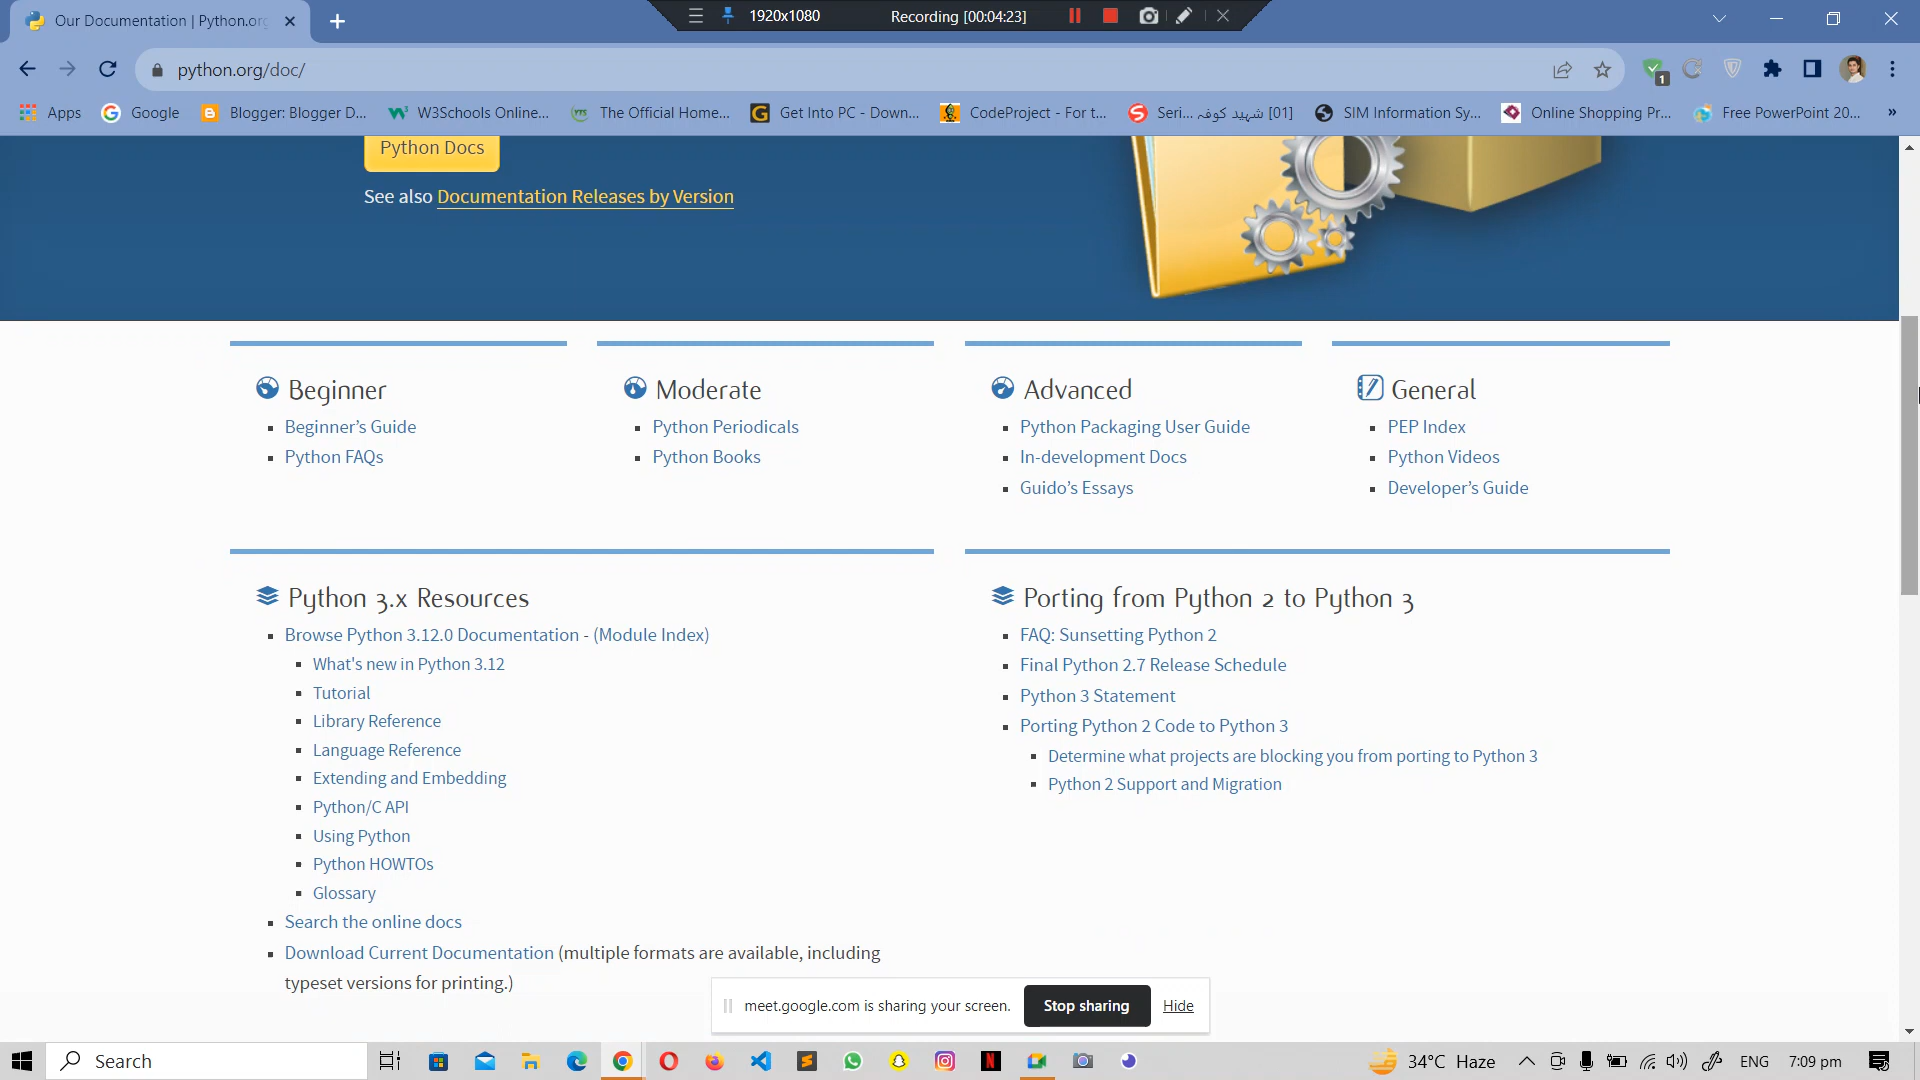 Our Documentation | Python.org
1920x1080
Recording [00:04:23]
python.org/doc/
1
Apps
Google
Blogger: Blogger D...
W3Schools Online...
The Official Home...
Get Into PC - Down...
CodeProject - For t...
Seri... شہید کوفہ [01]
SIM Information Sy...
Online Shopping Pr...
Free PowerPoint 20...
»
Python Docs
See also Documentation Releases by Version
Beginner
Beginner’s Guide
Python FAQs
Moderate
Python Periodicals
Python Books
Advanced
Python Packaging User Guide
In-development Docs
Guido’s Essays
General
PEP Index
Python Videos
Developer’s Guide
Python 3.x Resources
Browse Python 3.12.0 Documentation - (Module Index)
What's new in Python 3.12
Tutorial
Library Reference
Language Reference
Extending and Embedding
Python/C API
Using Python
Python HOWTOs
Glossary
Search the online docs
Download Current Documentation (multiple formats are available, including
typeset versions for printing.)
Porting from Python 2 to Python 3
FAQ: Sunsetting Python 2
Final Python 2.7 Release Schedule
Python 3 Statement
Porting Python 2 Code to Python 3
Determine what projects are blocking you from porting to Python 3
Python 2 Support and Migration
meet.google.com is sharing your screen.
Stop sharing
Hide
Search
34°C Haze
ENG
7:09 pm